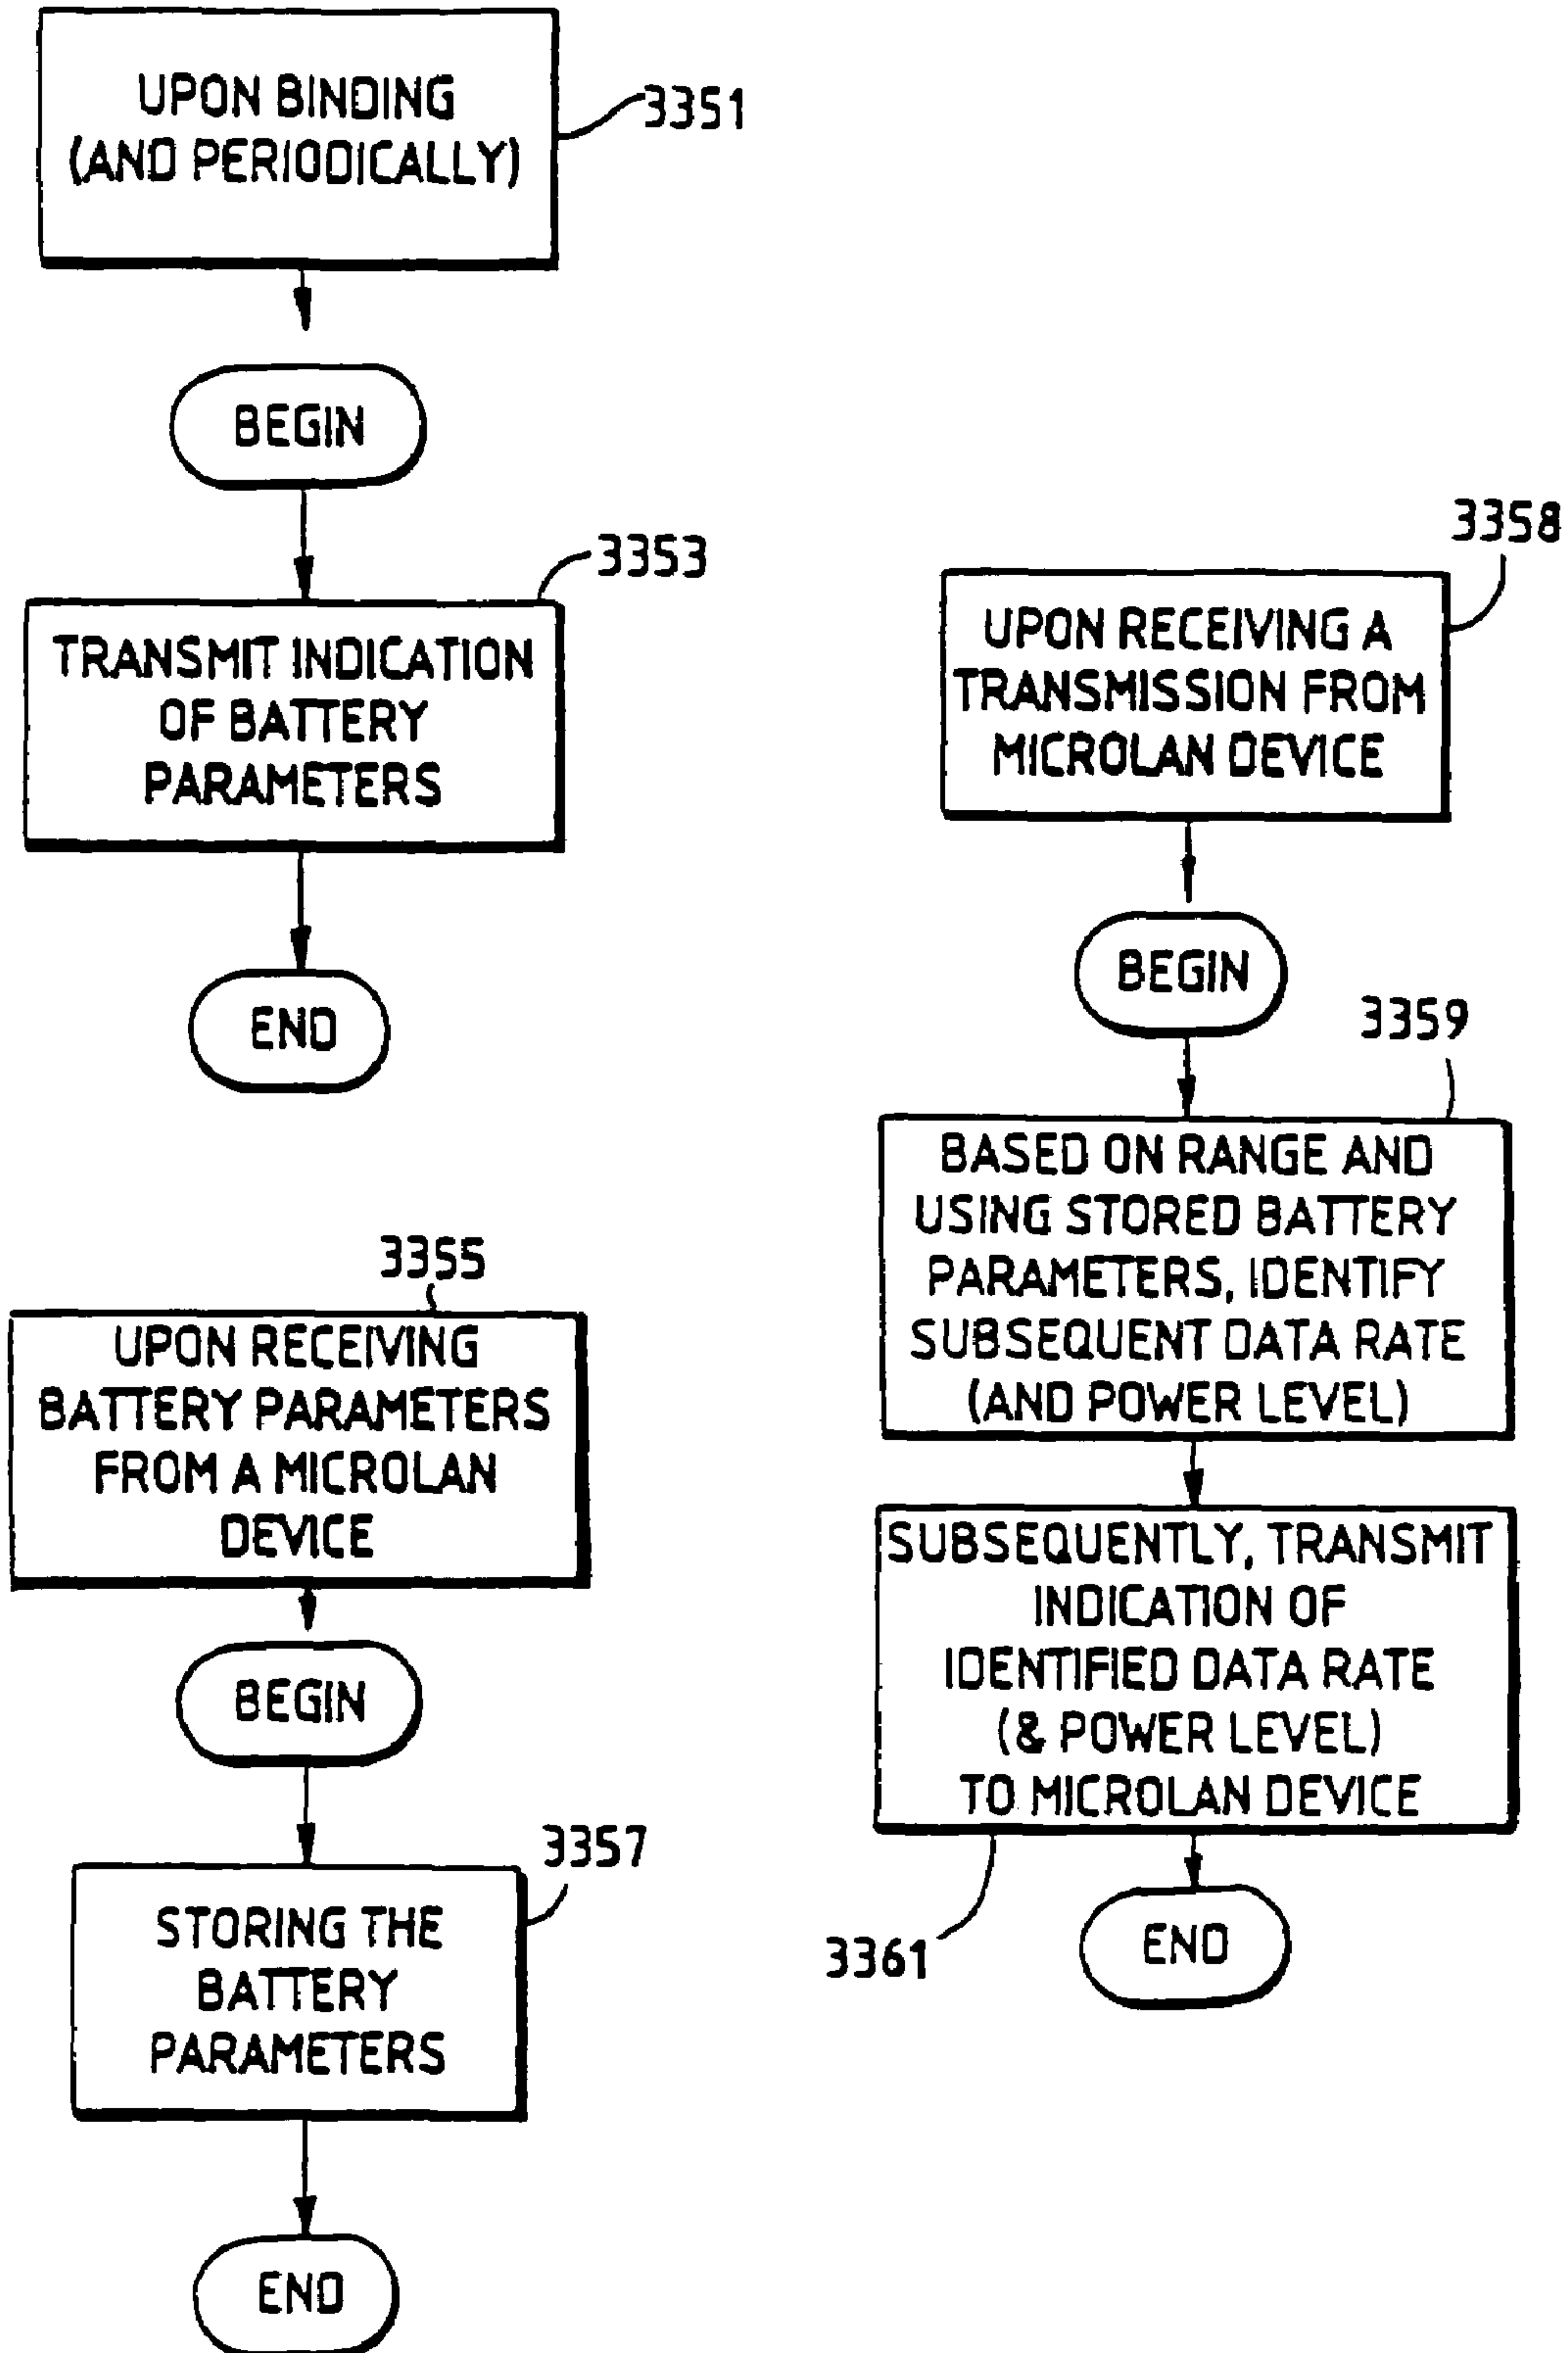 UPON BINDING
(AND PERIODICALLY)
3351
BEGIN
3353
TRANSMIT INDICATION
OF BATTERY
PARAMETERS
END
3355
UPON RECEIVING
BATTERY PARAMETERS
FROM A MICROLAN
DEVICE
BEGIN
3357
STORING THE
BATTERY
PARAMETERS
END
3358
UPON RECEIVING A
TRANSMISSION FROM
MICROLAN DEVICE
BEGIN
3359
BASED ON RANGE AND
USING STORED BATTERY
PARAMETERS, IDENTIFY
SUBSEQUENT DATA RATE
(AND POWER LEVEL)
SUBSEQUENTLY, TRANSMIT
INDICATION OF
IDENTIFIED DATA RATE
(& POWER LEVEL)
TO MICROLAN DEVICE
3361
END